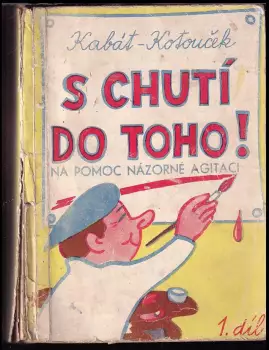 Kabát-Kotouček
S CHUTÍ
DO TOHO!
NA POMOC NÁZORNÉ AGITACI
1. díl